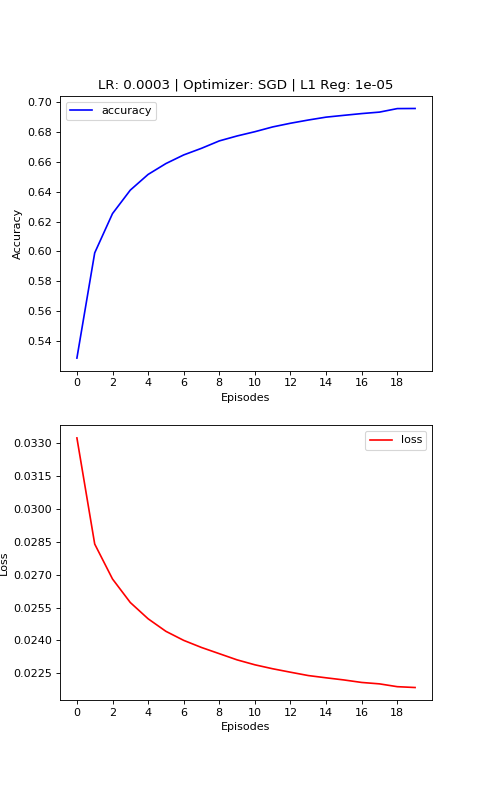 LR: 0.0003 | Optimizer: SGD | L1 Reg: 1e-05
accuracy
0.70
0.68
0.66
0.64
0.62
0.60
0.58
0.56
0.54
Accuracy
0 2 4 6 8 10 12 14 16 18
Episodes
loss
0.0330
0.0315
0.0300
0.0285
0.0270
0.0255
0.0240
0.0225
Loss
0 2 4 6 8 10 12 14 16 18
Episodes